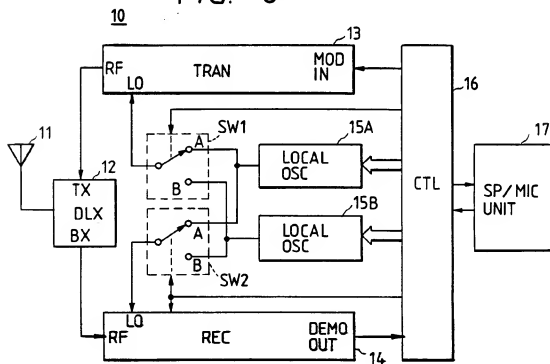 10
13
RF
LO
TRAN
MOD
IN
16
11
SW1
A
B
15A
LOCAL
OSC
17
12
TX
DLX
BX
CTL
SP/MIC
UNIT
15B
A
B
LOCAL
OSC
SW2
LO
RF
REC
DEMO
OUT
14